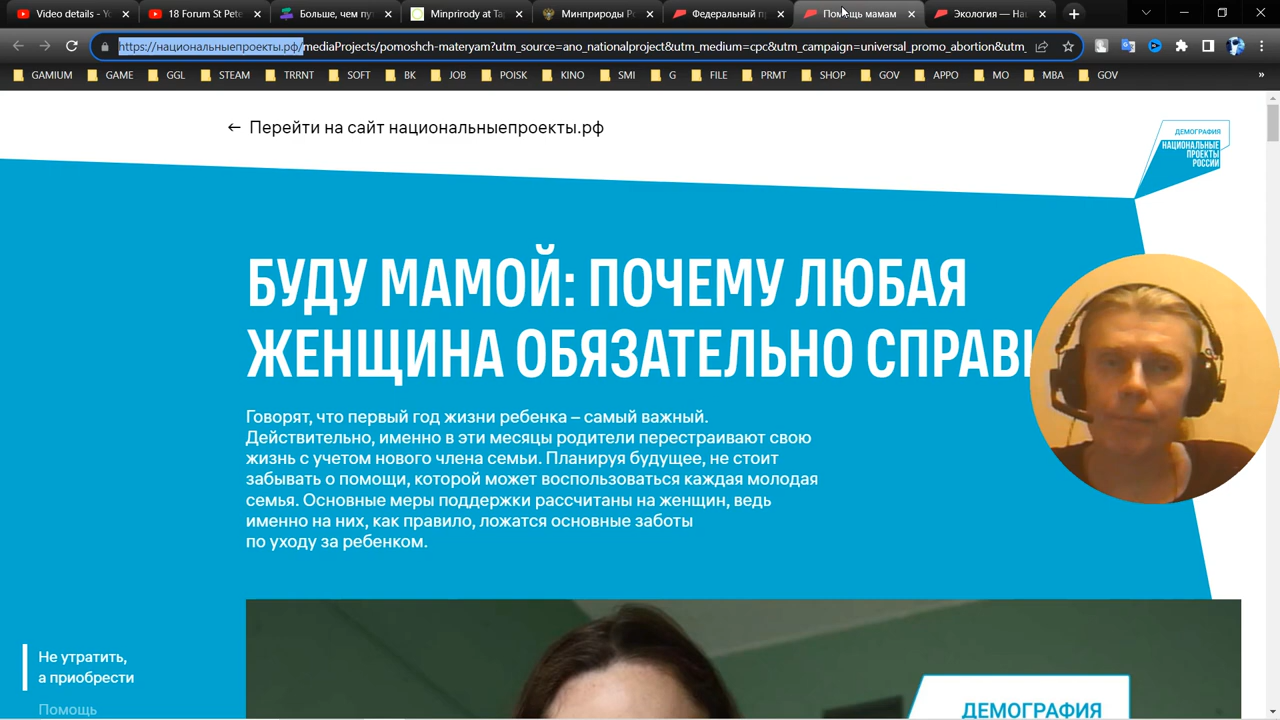 Video details - Yo
18 Forum St Pete
Больше, чем пут
Minprirody at Ta
Минприроды Ро
Федеральный п
Помощь мамам
Экология — На
https://национальныепроекты.рф/mediaProjects/pomoshch-materyam?utm_source=ano_nationalproject&utm_medium=cpc&utm_campaign=universal_promo_abortion&utm_
GAMIUM GAME GGL STEAM TRRNT SOFT BK JOB POISK KINO SMI G FILE PRMT SHOP GOV APPO MO MBA GOV »
← Перейти на сайт национальныепроекты.рф
ДЕМОГРАФИЯ
НАЦИОНАЛЬНЫЕ
ПРОЕКТЫ
РОССИИ
БУДУ МАМОЙ: ПОЧЕМУ ЛЮБАЯ
ЖЕНЩИНА ОБЯЗАТЕЛЬНО СПРАВ
Говорят, что первый год жизни ребенка – самый важный.
Действительно, именно в эти месяцы родители перестраивают свою
жизнь с учетом нового члена семьи. Планируя будущее, не стоит
забывать о помощи, которой может воспользоваться каждая молодая
семья. Основные меры поддержки рассчитаны на женщин, ведь
именно на них, как правило, ложатся основные заботы
по уходу за ребенком.
Не утратить,
а приобрести
Помощь
ДЕМОГРАФИЯ